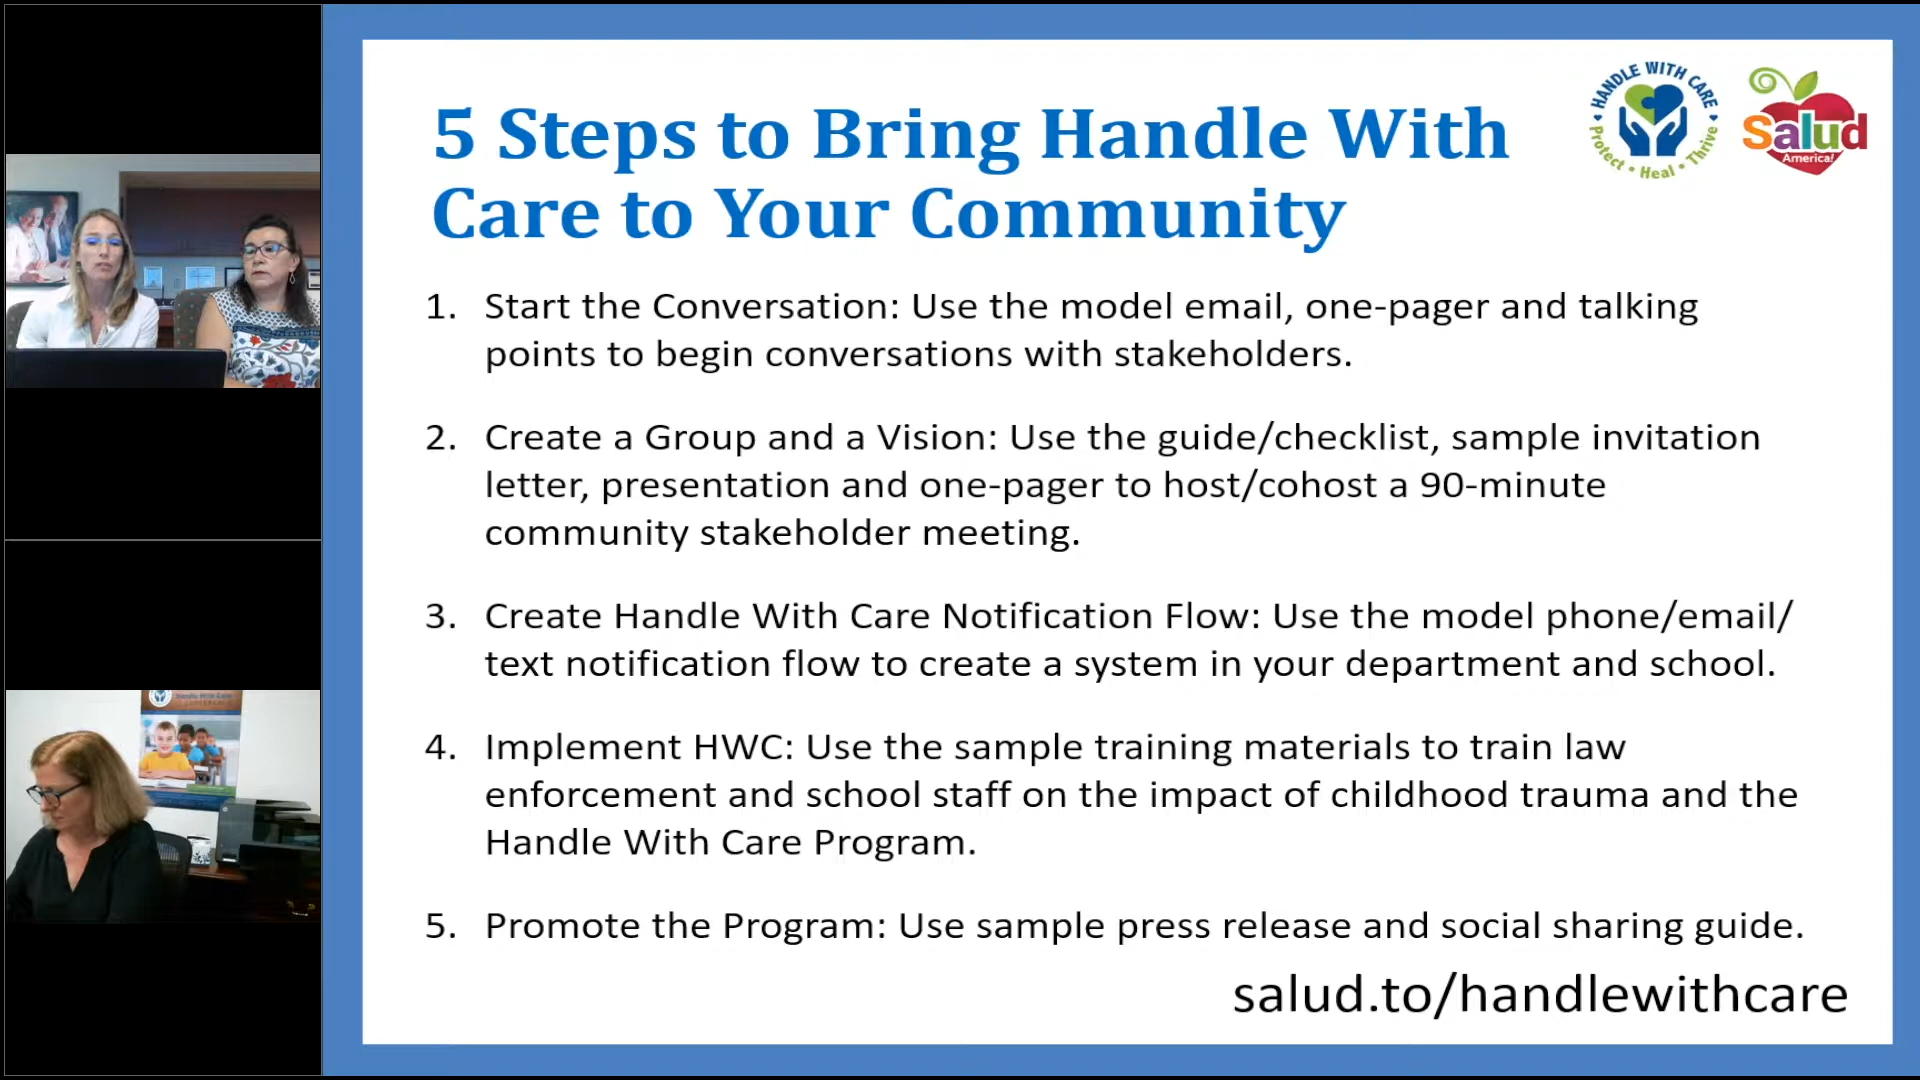 5 Steps to Bring Handle With
Care to Your Community
HANDLE WITH CARE
Protect • Heal • Thrive
Salud
America!
1. Start the Conversation: Use the model email, one-pager and talking
points to begin conversations with stakeholders.
2. Create a Group and a Vision: Use the guide/checklist, sample invitation
letter, presentation and one-pager to host/cohost a 90-minute
community stakeholder meeting.
3. Create Handle With Care Notification Flow: Use the model phone/email/
text notification flow to create a system in your department and school.
4. Implement HWC: Use the sample training materials to train law
enforcement and school staff on the impact of childhood trauma and the
Handle With Care Program.
5. Promote the Program: Use sample press release and social sharing guide.
salud.to/handlewithcare
Handle With Care